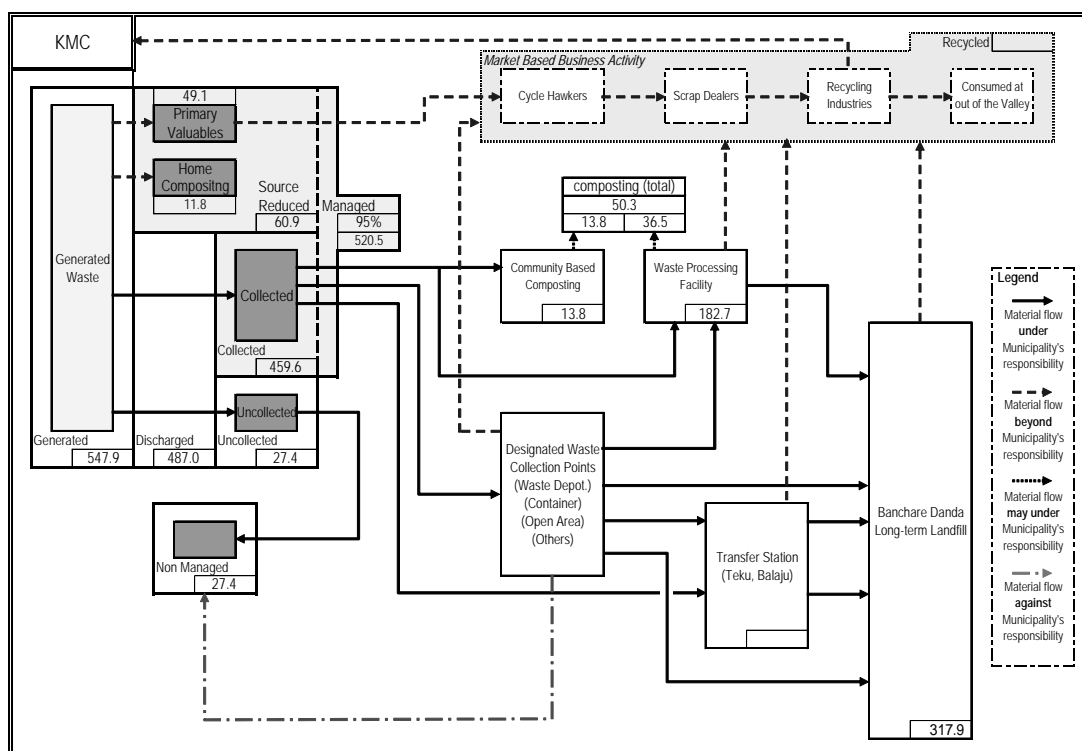 KMC
Recycled
Market Based Business Activity
Cycle Hawkers
Scrap Dealers
Recycling
Industries
Consumed at
out of the Valley
49.1
Primary
Valuables
Home
Compositng
11.8
Source
Reduced
60.9
Managed
95%
520.5
composting (total)
50.3
13.8
36.5
Generated
Waste
Collected
Collected
459.6
Community Based
Composting
13.8
Waste Processing
Facility
182.7
Uncollected
Generated
547.9
Discharged
487.0
Uncollected
27.4
Non Managed
27.4
Designated Waste
Collection Points
(Waste Depot.)
(Container)
(Open Area)
(Others)
Transfer Station
(Teku, Balaju)
Banchare Danda
Long-term Landfill
317.9
Legend
Material flow
under
Municipality's
responsibility
Material flow
beyond
Municipality's
responsibility
Material flow
may under
Municipality's
responsibility
Material flow
against
Municipality's
responsibility